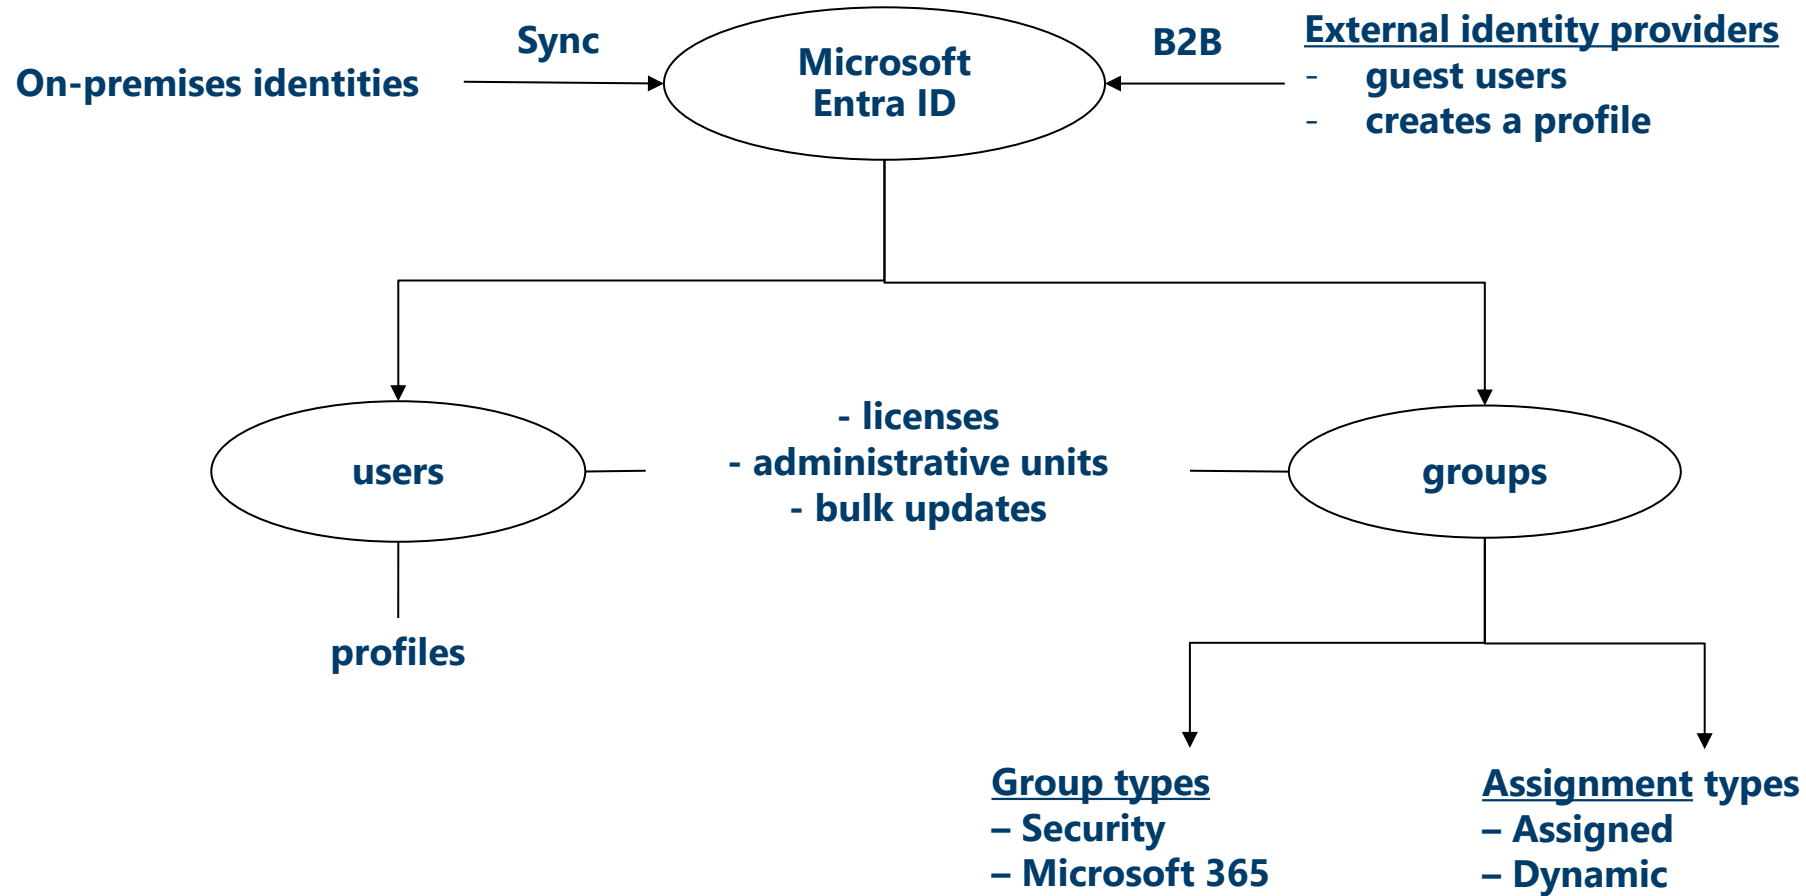 Sync
On-premises identities
Microsoft
Entra ID
B2B
External identity providers
- guest users
- creates a profile
users
- licenses
- administrative units
- bulk updates
groups
profiles
Group types
– Security
– Microsoft 365
Assignment types
– Assigned
– Dynamic